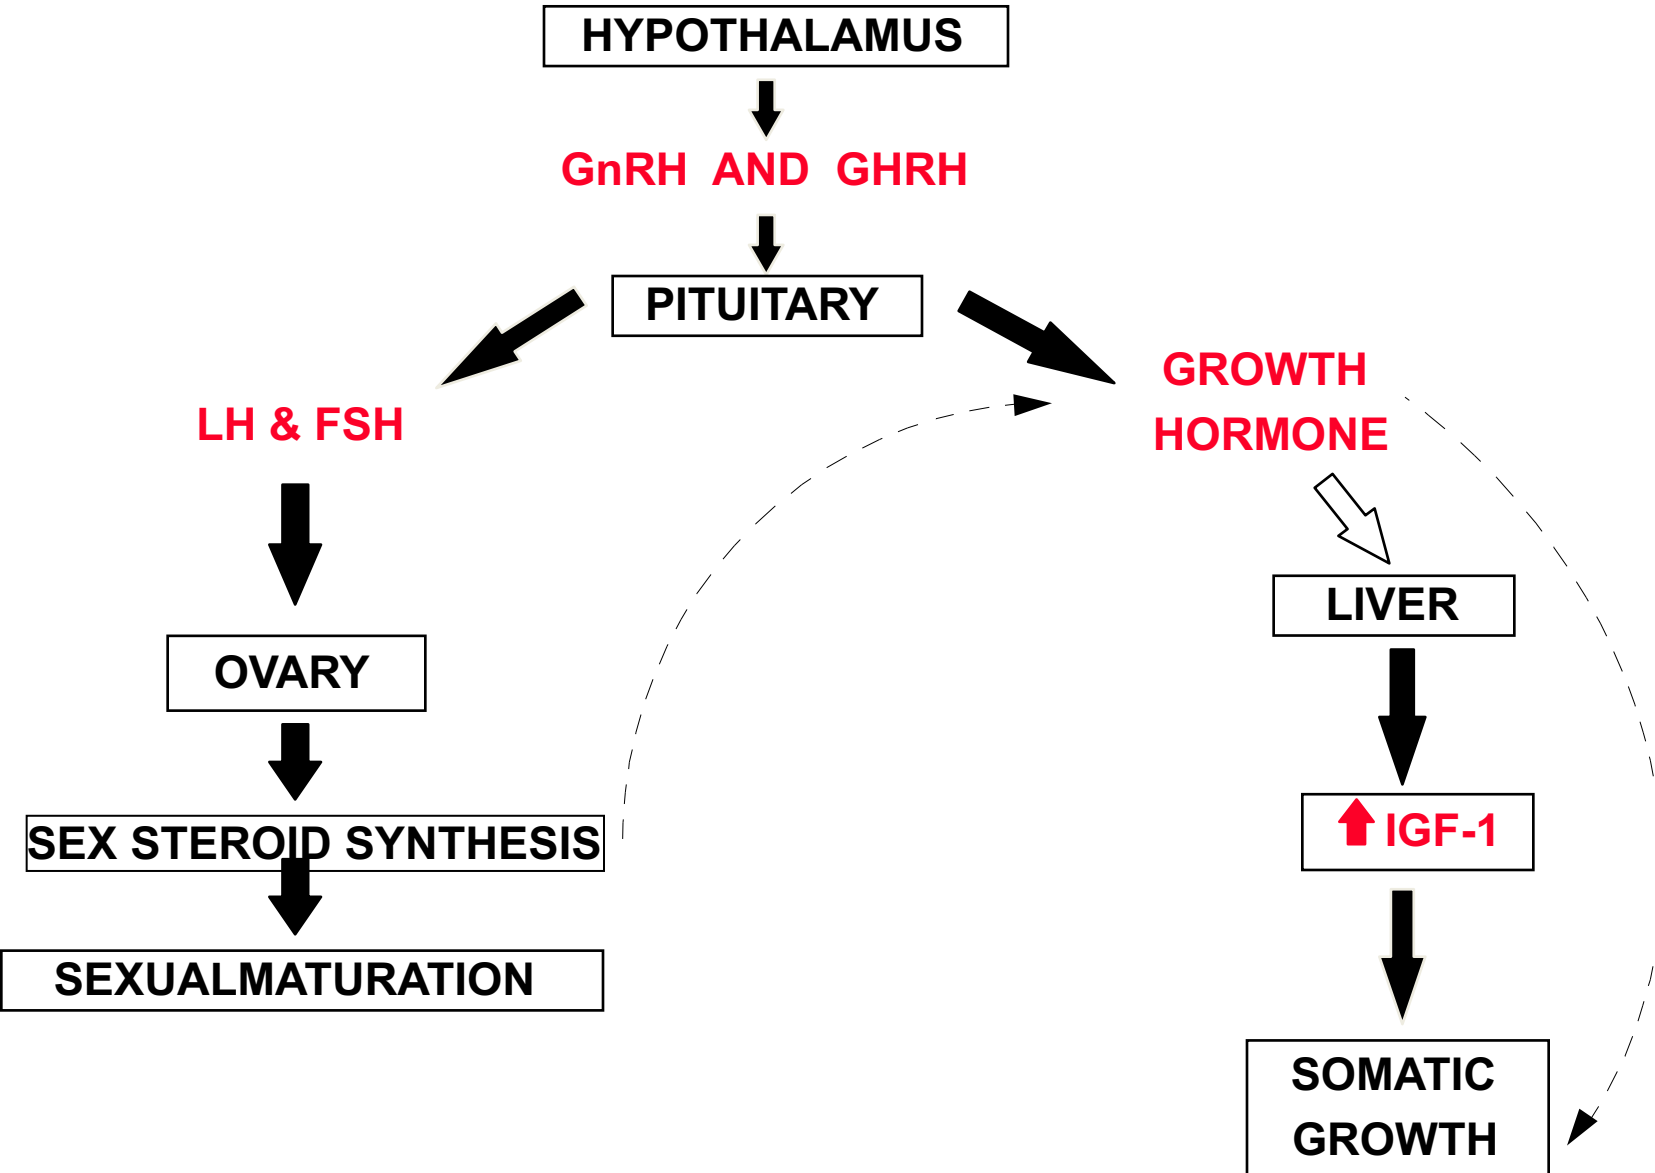 HYPOTHALAMUS
GnRH AND GHRH
PITUITARY
GROWTH
HORMONE
LH & FSH
LIVER
OVARY
IGF-1
SEX STEROID SYNTHESIS
SEXUALMATURATION
SOMATIC
GROWTH